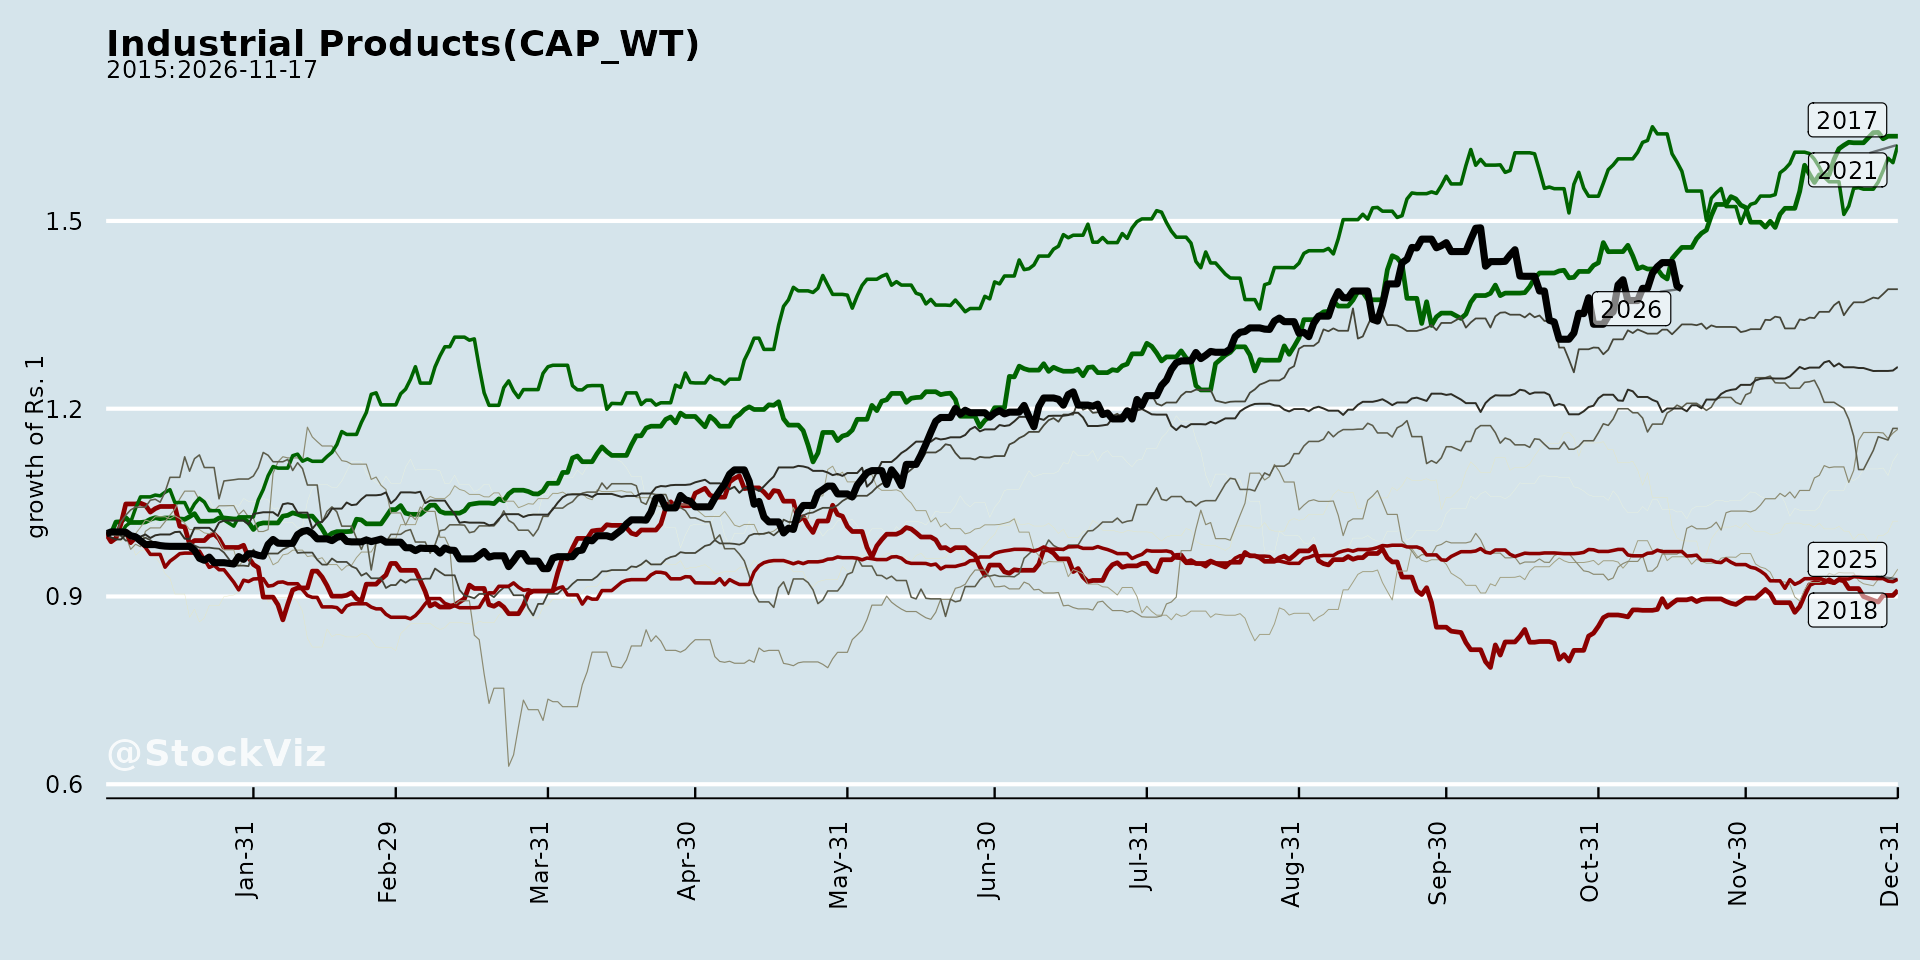 Industrial Products(CAP_WT)
2015:2026-11-17
growth of Rs. 1
1.5
1.2
0.9
0.6
2017
2021
2026
2025
2018
@StockViz
Jan-31
Feb-29
Mar-31
Apr-30
May-31
Jun-30
Jul-31
Aug-31
Sep-30
Oct-31
Nov-30
Dec-31